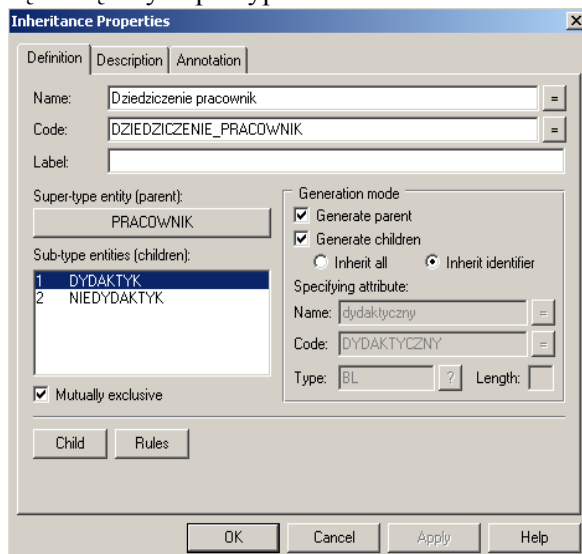 Inheritance Properties
Definition Description Annotation
Name: Dziedziczenie pracownik =
Code: DZIEDZICZENIE_PRACOWNIK =
Label:
Super-type entity (parent):
PRACOWNIK
Sub-type entities (children):
1 DYDAKTYK
2 NIEDYDAKTYK
Mutually exclusive
Generation mode
Generate parent
Generate children
Inherit all Inherit identifier
Specifying attribute:
Name: dydaktyczny =
Code: DYDAKTYCZNY =
Type: BL ? Length:
Child Rules
OK Cancel Apply Help